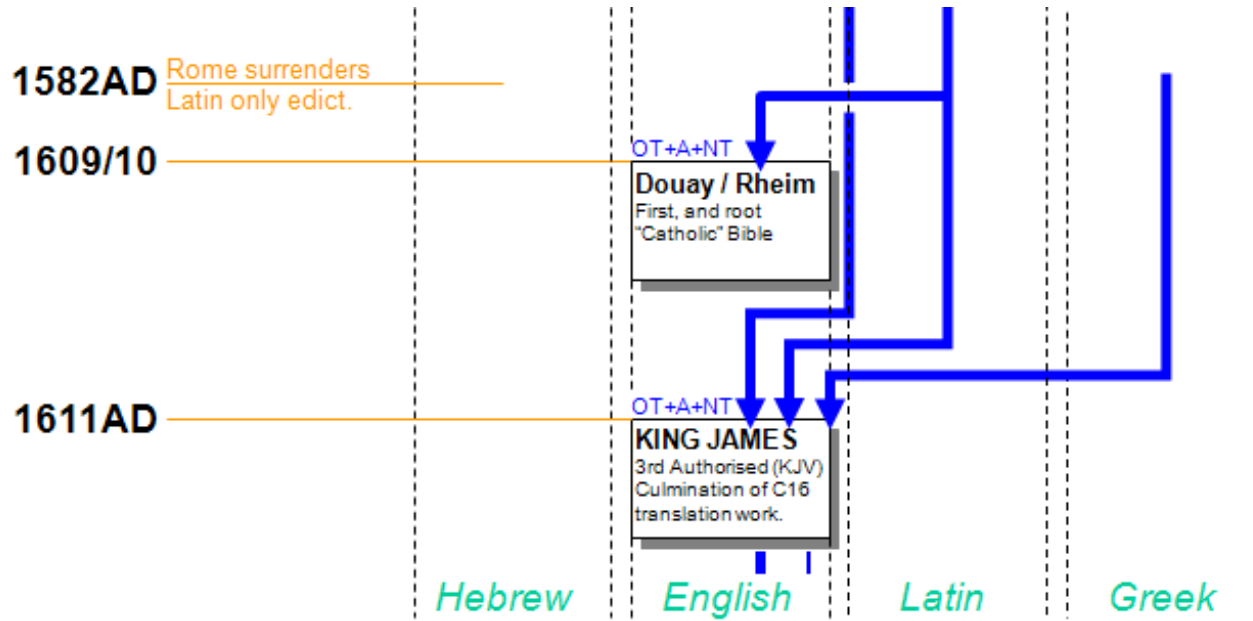 1582AD
Rome surrenders
Latin only edict.
1609/10
OT+A+NT
Douay / Rheim
First, and root
"Catholic" Bible
1611AD
OT+A+NT
KING JAMES
3rd Authorised (KJV)
Culmination of C16
translation work.
Hebrew
English
Latin
Greek